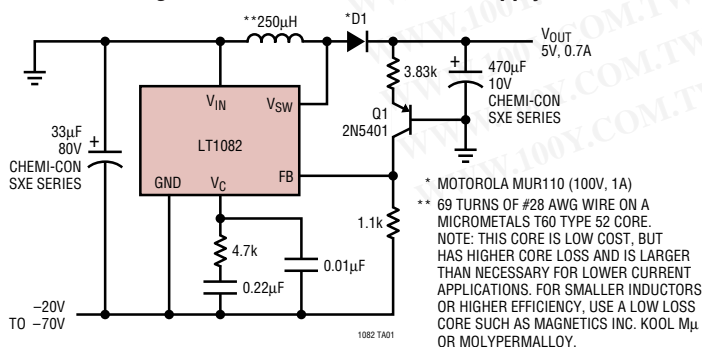 **250µH
*D1
VOUT
5V, 0.7A
3.83k
+
470µF
10V
CHEMI-CON
SXE SERIES
Q1
2N5401
VIN
VSW
LT1082
GND
VC
FB
33µF
80V
CHEMI-CON
SXE SERIES
+
4.7k
0.22µF
0.01µF
1.1k
–20V
TO –70V
1082 TA01
* MOTOROLA MUR110 (100V, 1A)
** 69 TURNS OF #28 AWG WIRE ON A
MICROMETALS T60 TYPE 52 CORE.
NOTE: THIS CORE IS LOW COST, BUT
HAS HIGHER CORE LOSS AND IS LARGER
THAN NECESSARY FOR LOWER CURRENT
APPLICATIONS. FOR SMALLER INDUCTORS
OR HIGHER EFFICIENCY, USE A LOW LOSS
CORE SUCH AS MAGNETICS INC. KOOL Mµ
OR MOLYPERMALLOY.
WWW.100Y.COM.TW